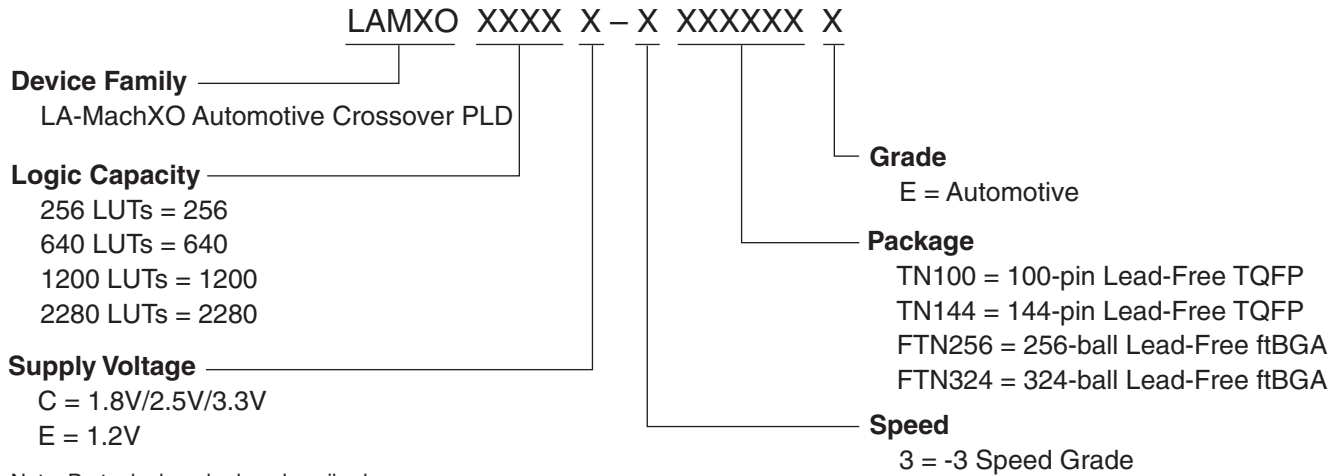 LAMXO XXXX X – X XXXXXX X
Device Family
LA-MachXO Automotive Crossover PLD
Logic Capacity
256 LUTs = 256
640 LUTs = 640
1200 LUTs = 1200
2280 LUTs = 2280
Supply Voltage
C = 1.8V/2.5V/3.3V
E = 1.2V
Grade
E = Automotive
Package
TN100 = 100-pin Lead-Free TQFP
TN144 = 144-pin Lead-Free TQFP
FTN256 = 256-ball Lead-Free ftBGA
FTN324 = 324-ball Lead-Free ftBGA
Speed
3 = -3 Speed Grade